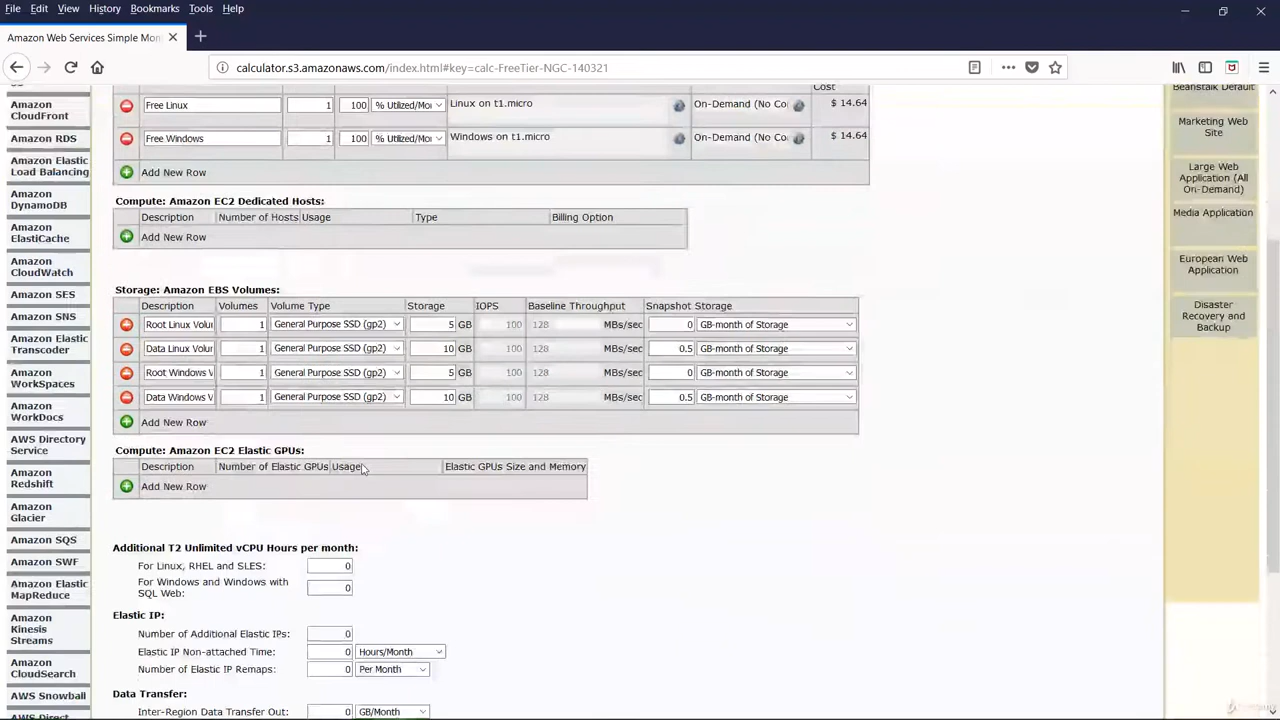 File Edit View History Bookmarks Tools Help
Amazon Web Services Simple Mon
calculator.s3.amazonaws.com/index.html#key=calc-FreeTier-NGC-140321
Amazon CloudFront
Amazon RDS
Amazon Elastic Load Balancing
Amazon DynamoDB
Amazon ElastiCache
Amazon CloudWatch
Amazon SES
Amazon SNS
Amazon Elastic Transcoder
Amazon WorkSpaces
Amazon WorkDocs
AWS Directory Service
Amazon Redshift
Amazon Glacier
Amazon SQS
Amazon SWF
Amazon Elastic MapReduce
Amazon Kinesis Streams
Amazon CloudSearch
AWS Snowball
AWS Direct
Cost
Free Linux 1 100 % Utilized/Mo Linux on t1.micro On-Demand (No Co $ 14.64
Free Windows 1 100 % Utilized/Mo Windows on t1.micro On-Demand (No Co $ 14.64
Add New Row
Compute: Amazon EC2 Dedicated Hosts:
Description Number of Hosts Usage Type Billing Option
Add New Row
Storage: Amazon EBS Volumes:
Description Volumes Volume Type Storage IOPS Baseline Throughput Snapshot Storage
Root Linux Volu 1 General Purpose SSD (gp2) 5 GB 100 128 MBs/sec 0 GB-month of Storage
Data Linux Volu 1 General Purpose SSD (gp2) 10 GB 100 128 MBs/sec 0.5 GB-month of Storage
Root Windows V 1 General Purpose SSD (gp2) 5 GB 100 128 MBs/sec 0 GB-month of Storage
Data Windows V 1 General Purpose SSD (gp2) 10 GB 100 128 MBs/sec 0.5 GB-month of Storage
Add New Row
Compute: Amazon EC2 Elastic GPUs:
Description Number of Elastic GPUs Usage Elastic GPUs Size and Memory
Add New Row
Additional T2 Unlimited vCPU Hours per month:
For Linux, RHEL and SLES: 0
For Windows and Windows with SQL Web: 0
Elastic IP:
Number of Additional Elastic IPs: 0
Elastic IP Non-attached Time: 0 Hours/Month
Number of Elastic IP Remaps: 0 Per Month
Data Transfer:
Inter-Region Data Transfer Out: 0 GB/Month
Beanstalk Default
Marketing Web Site
Large Web Application (All On-Demand)
Media Application
European Web Application
Disaster Recovery and Backup